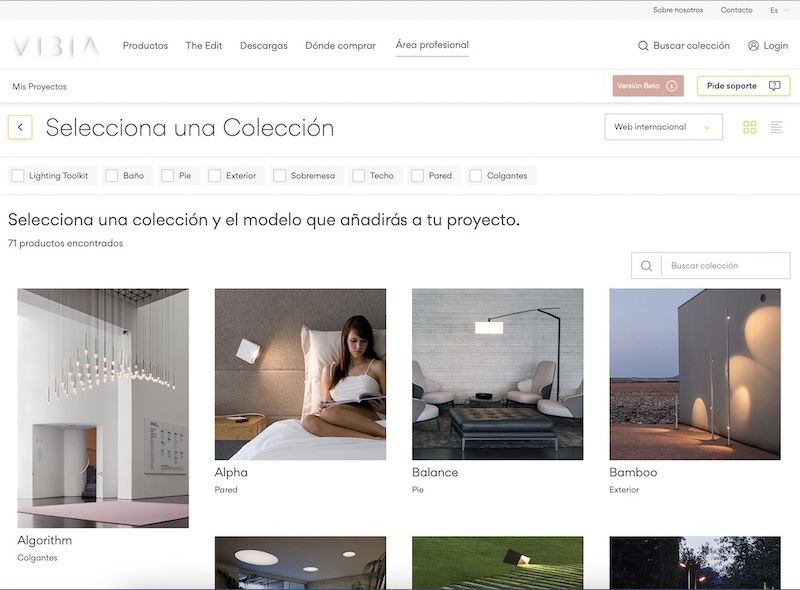 Sobre nosotros Contacto Es
VIBIA Productos The Edit Descargas Dónde comprar Área profesional Buscar colección Login
Mis Proyectos Versión Beta Pide soporte
Selecciona una Colección Web internacional
Lighting Toolkit Baño Pie Exterior Sobremesa Techo Pared Colgantes
Selecciona una colección y el modelo que añadirás a tu proyecto.
71 productos encontrados
Buscar colección
Alpha Balance Bamboo
Pared Pie Exterior
Algorithm
Colgantes